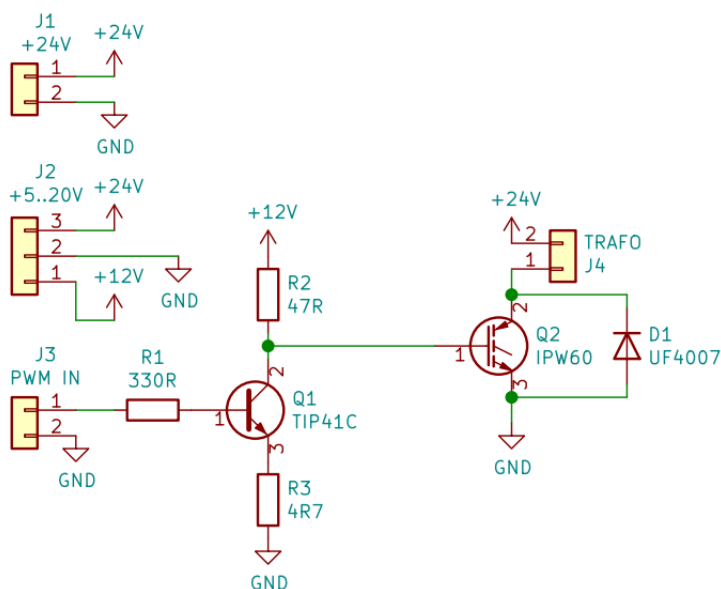 J1
+24V
+24V
1
2
GND
J2
+5..20V
+24V
3
2
1
+12V
GND
J3
PWM IN
1
2
GND
R1
330R
+12V
R2
47R
1
2
3
Q1
TIP41C
R3
4R7
GND
+24V
2
1
TRAFO
J4
1
2
3
Q2
IPW60
D1
UF4007
GND